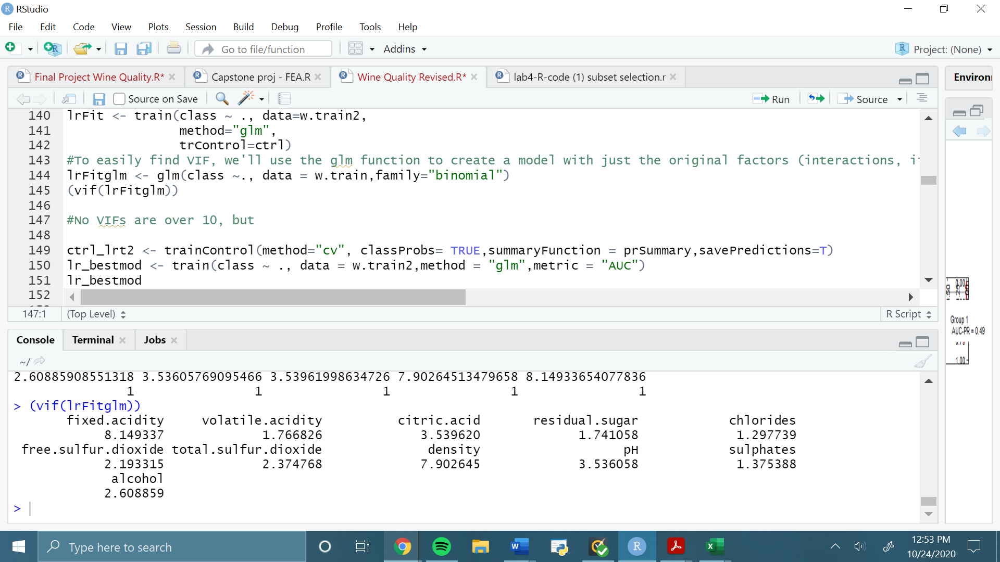 RStudio
File Edit Code View Plots Session Build Debug Profile Tools Help
Go to file/function Addins Project: (None)
Final Project Wine Quality.R* Capstone proj - FEA.R Wine Quality Revised.R* lab4-R-code (1) subset selection.r Environ
Source on Save Run Source
140 lrFit <- train(class ~ ., data=w.train2,
141 method="glm",
142 trControl=ctrl)
143 #To easily find VIF, we'll use the glm function to create a model with just the original factors (interactions, i
144 lrFitglm <- glm(class ~., data = w.train,family="binomial")
145 (vif(lrFitglm))
146
147 #No VIFs are over 10, but
148
149 ctrl_lrt2 <- trainControl(method="cv", classProbs= TRUE,summaryFunction = prSummary,savePredictions=T)
150 lr_bestmod <- train(class ~ ., data = w.train2,method = "glm",metric = "AUC")
151 lr_bestmod
152
147:1 (Top Level) R Script
Group 1
AUC-PR = 0.49
1.00
Console Terminal Jobs
~/
2.60885908551318 3.53605769095466 3.53961998634726 7.90264513479658 8.14933654077836
1 1 1 1 1
> (vif(lrFitglm))
fixed.acidity volatile.acidity citric.acid residual.sugar chlorides
8.149337 1.766826 3.539620 1.741058 1.297739
free.sulfur.dioxide total.sulfur.dioxide density pH sulphates
2.193315 2.374768 7.902645 3.536058 1.375388
alcohol
2.608859
>
Type here to search
12:53 PM
10/24/2020